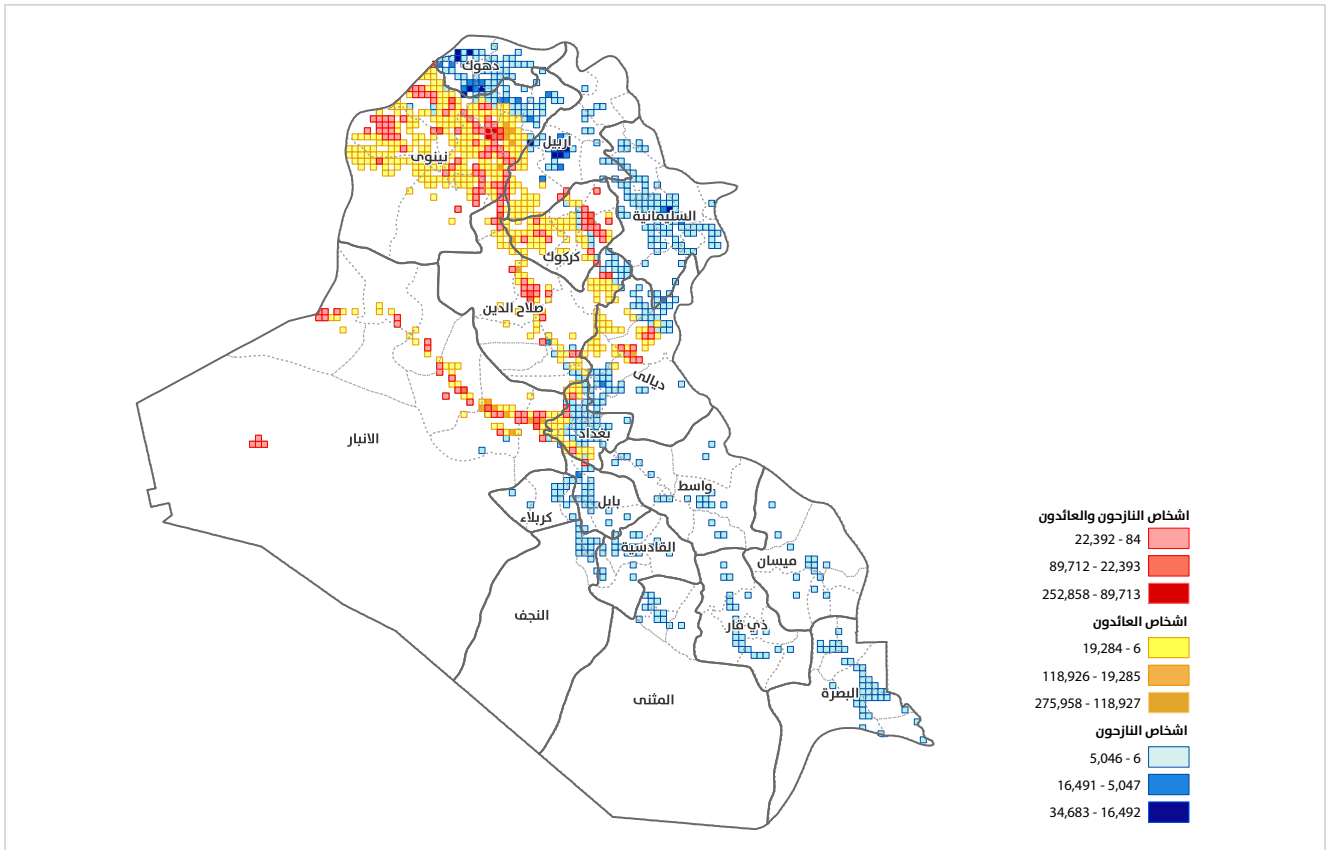 دهوك
اربيل
نينوى
السليمانية
كركوك
صلاح الدين
ديالى
بغداد
الانبار
واسط
بابل
كربلاء
القادسية
ميسان
النجف
ذي قار
البصرة
المثنى
اشخاص النازحون والعائدون
22,392 - 84
89,712 - 22,393
252,858 - 89,713
اشخاص العائدون
19,284 - 6
118,926 - 19,285
275,958 - 118,927
اشخاص النازحون
5,046 - 6
16,491 - 5,047
34,683 - 16,492